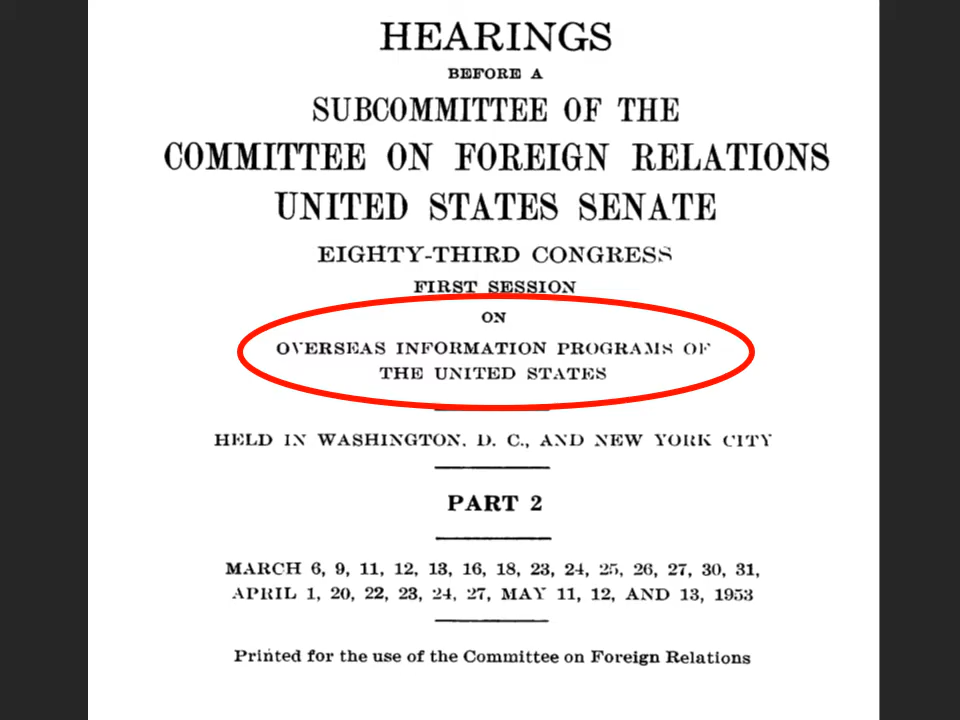 HEARINGS
BEFORE A
SUBCOMMITTEE OF THE
COMMITTEE ON FOREIGN RELATIONS
UNITED STATES SENATE
EIGHTY-THIRD CONGRESS
FIRST SESSION
ON
OVERSEAS INFORMATION PROGRAMS OF
THE UNITED STATES
HELD IN WASHINGTON, D. C., AND NEW YORK CITY
PART 2
MARCH 6, 9, 11, 12, 13, 16, 18, 23, 24, 25, 26, 27, 30, 31,
APRIL 1, 20, 22, 23, 24, 27, MAY 11, 12, AND 13, 1953
Printed for the use of the Committee on Foreign Relations